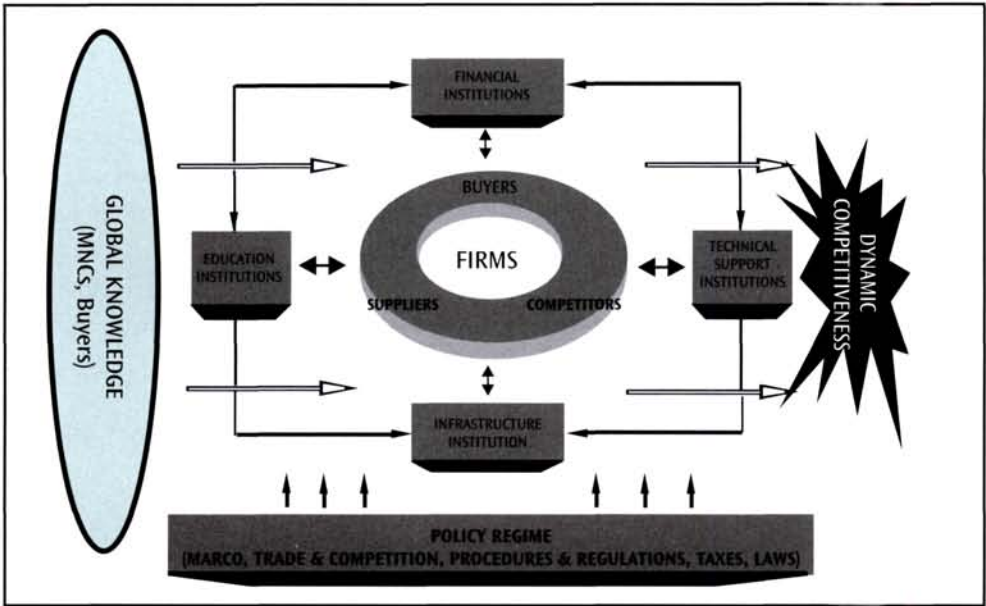 GLOBAL KNOWLEDGE
(MNCs, Buyers)
FINANCIAL
INSTITUTIONS
BUYERS
EDUCATION
INSTITUTIONS
FIRMS
SUPPLIERS
COMPETITORS
TECHNICAL
SUPPORT
INSTITUTIONS
DYNAMIC
COMPETITIVENESS
INFRASTRUCTURE
INSTITUTION
POLICY REGIME
(MARCO, TRADE & COMPETITION, PROCEDURES & REGULATIONS, TAXES, LAWS)